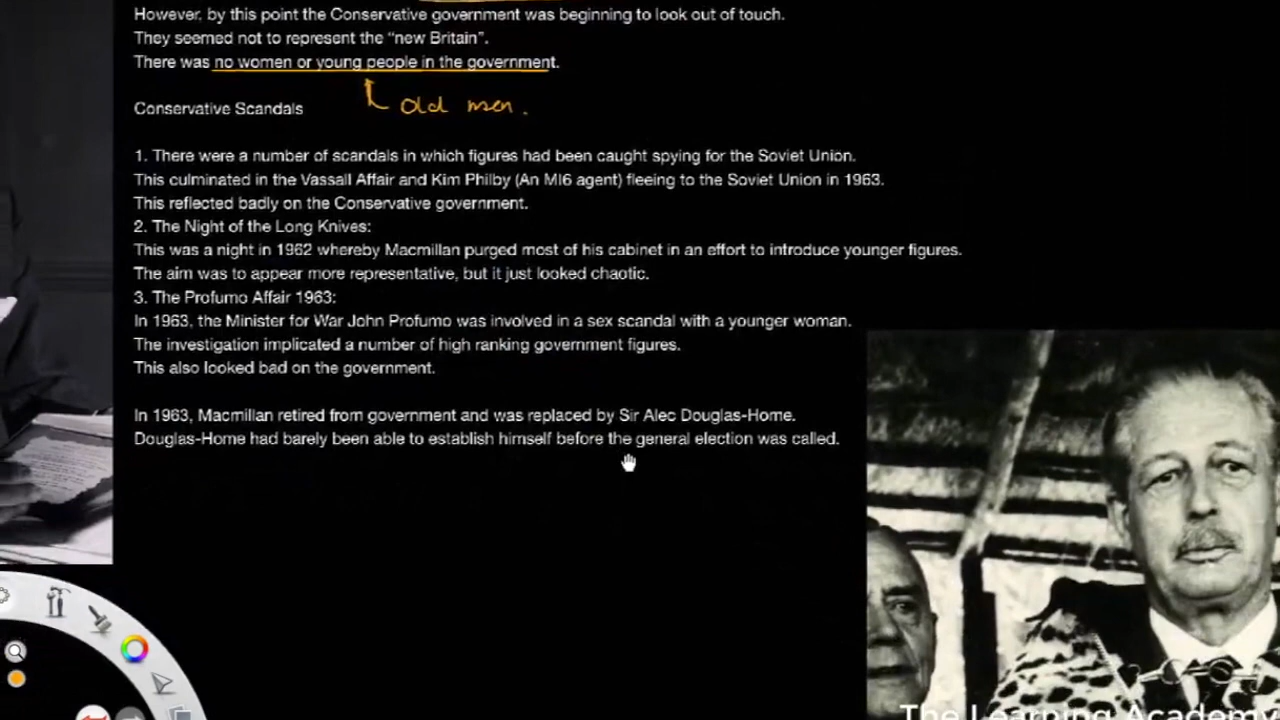 However, by this point the Conservative government was beginning to look out of touch.
They seemed not to represent the “new Britain”.
There was no women or young people in the government.
Old men.
Conservative Scandals
1. There were a number of scandals in which figures had been caught spying for the Soviet Union.
This culminated in the Vassall Affair and Kim Philby (An MI6 agent) fleeing to the Soviet Union in 1963.
This reflected badly on the Conservative government.
2. The Night of the Long Knives:
This was a night in 1962 whereby Macmillan purged most of his cabinet in an effort to introduce younger figures.
The aim was to appear more representative, but it just looked chaotic.
3. The Profumo Affair 1963:
In 1963, the Minister for War John Profumo was involved in a sex scandal with a younger woman.
The investigation implicated a number of high ranking government figures.
This also looked bad on the government.
In 1963, Macmillan retired from government and was replaced by Sir Alec Douglas-Home.
Douglas-Home had barely been able to establish himself before the general election was called.
The Learning Academy